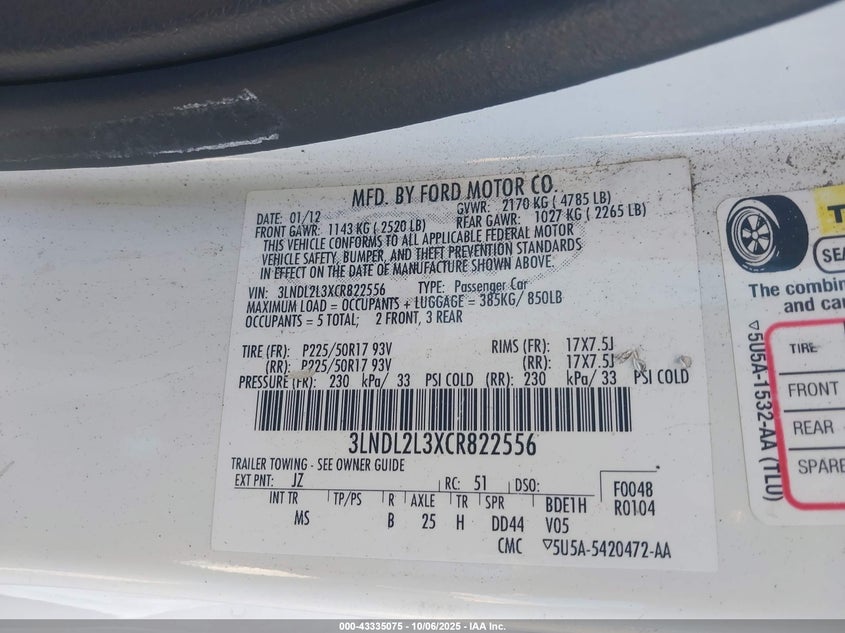 MFD. BY FORD MOTOR CO.
DATE: 01/12
GVWR: 2170 KG ( 4785 LB)
FRONT GAWR: 1143 KG ( 2520 LB)
REAR GAWR: 1027 KG ( 2265 LB)
THIS VEHICLE CONFORMS TO ALL APPLICABLE FEDERAL MOTOR
VEHICLE SAFETY, BUMPER, AND THEFT PREVENTION STANDARDS
IN EFFECT ON THE DATE OF MANUFACTURE SHOWN ABOVE.
VIN: 3LNDL2L3XCR822556 TYPE: Passenger Car
MAXIMUM LOAD = OCCUPANTS + LUGGAGE = 385KG/ 850LB
OCCUPANTS = 5 TOTAL; 2 FRONT, 3 REAR
TIRE (FR): P225/50R17 93V RIMS (FR): 17X7.5J
(RR): P225/50R17 93V (RR): 17X7.5J
PRESSURE (FR): 230 kPa/ 33 PSI COLD (RR): 230 kPa/ 33 PSI COLD
3LNDL2L3XCR822556
TRAILER TOWING - SEE OWNER GUIDE
EXT PNT: JZ RC: 51 DSO: F0048
INT TR TP/PS R AXLE TR SPR BDE1H R0104
MS B 25 H DD44 V05
CMC ▽5U5A-5420472-AA
The combin
and ca
TIRE
FRONT
REAR
SPARE
▽5U5A-1532-AA (TLU)
000-43335075 - 10/06/2025 - IAA Inc.